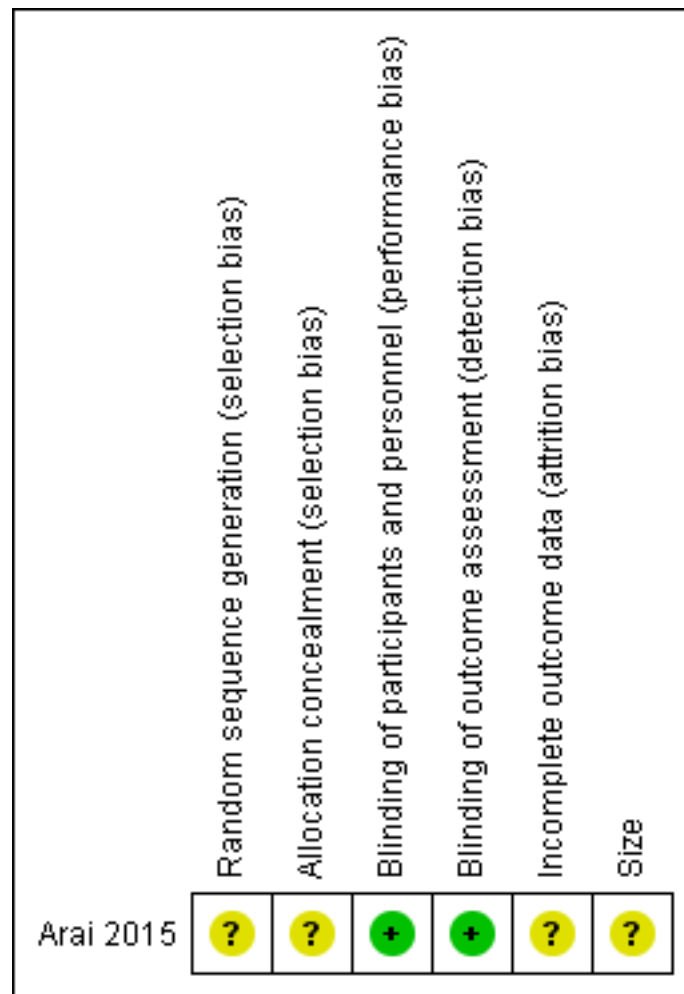 Random sequence generation (selection bias)
Allocation concealment (selection bias)
Blinding of participants and personnel (performance bias)
Blinding of outcome assessment (detection bias)
Incomplete outcome data (attrition bias)
Size
Arai 2015 ? ? + + ? ?